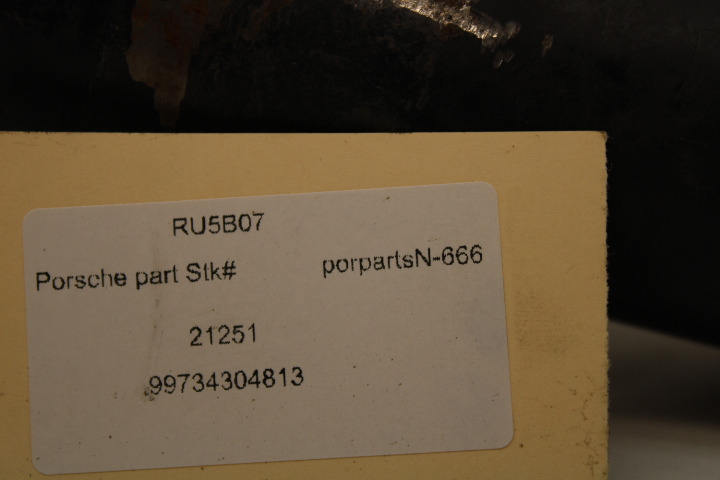 RU5B07
Porsche part Stk# porpartsN-666
21251
99734304813